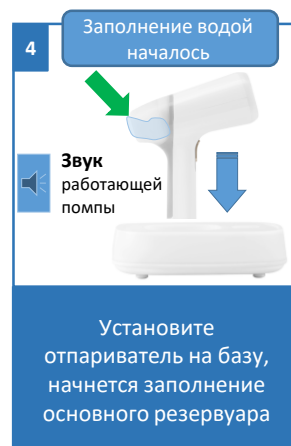 4
Заполнение водой
началось
Звук
работающей
помпы
Установите
отпариватель на базу,
начнется заполнение
основного резервуара